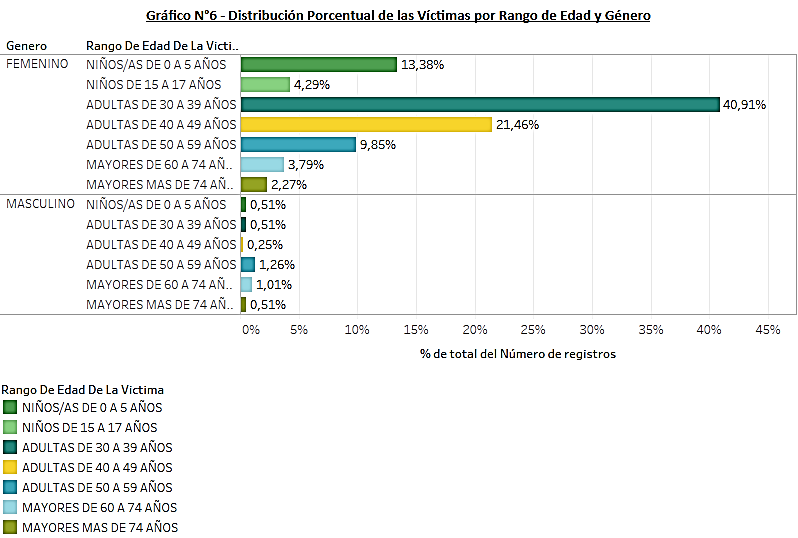 Gráfico N°6 - Distribución Porcentual de las Víctimas por Rango de Edad y Género
Genero Rango De Edad De La Vícti..
FEMENINO NIÑOS/AS DE 0 A 5 AÑOS 13,38%
NIÑOS DE 15 A 17 AÑOS 4,29%
ADULTAS DE 30 A 39 AÑOS 40,91%
ADULTAS DE 40 A 49 AÑOS 21,46%
ADULTAS DE 50 A 59 AÑOS 9,85%
MAYORES DE 60 A 74 AÑ.. 3,79%
MAYORES MAS DE 74 AÑ.. 2,27%
MASCULINO NIÑOS/AS DE 0 A 5 AÑOS 0,51%
ADULTAS DE 30 A 39 AÑOS 0,51%
ADULTAS DE 40 A 49 AÑOS 0,25%
ADULTAS DE 50 A 59 AÑOS 1,26%
MAYORES DE 60 A 74 AÑ.. 1,01%
MAYORES MAS DE 74 AÑ.. 0,51%
0% 5% 10% 15% 20% 25% 30% 35% 40% 45%
% de total del Número de registros
Rango De Edad De La Víctima
NIÑOS/AS DE 0 A 5 AÑOS
NIÑOS DE 15 A 17 AÑOS
ADULTAS DE 30 A 39 AÑOS
ADULTAS DE 40 A 49 AÑOS
ADULTAS DE 50 A 59 AÑOS
MAYORES DE 60 A 74 AÑOS
MAYORES MAS DE 74 AÑOS